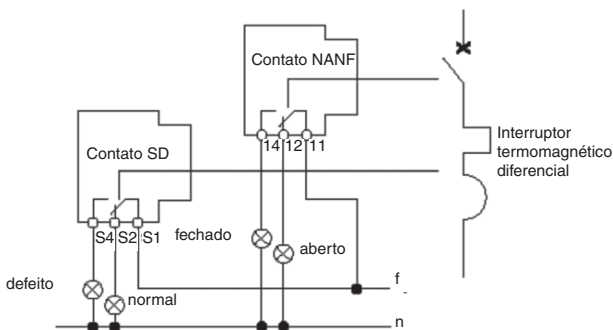 Contato NANF
14 12 11
Interruptor
termomagnético
diferencial
Contato SD
S4 S2 S1
fechado
aberto
defeito
normal
f
n